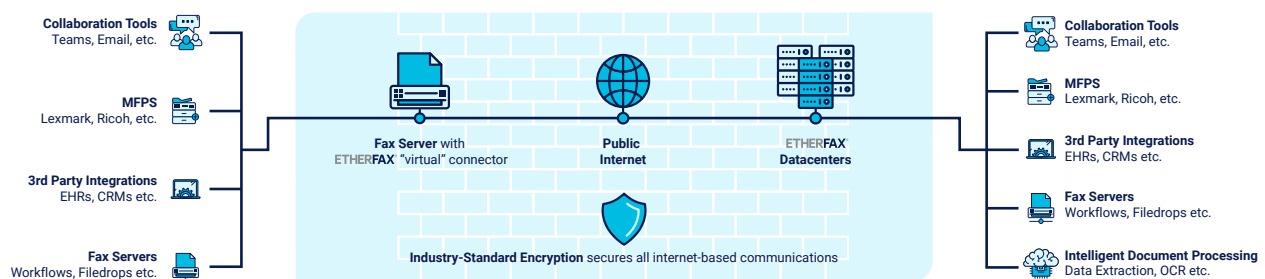 Collaboration Tools
Teams, Email, etc.
MFPS
Lexmark, Ricoh, etc.
3rd Party Integrations
EHRs, CRMs etc.
Fax Servers
Workflows, Filedrops etc.
Fax Server with
ETHERFAX "virtual" connector
Public
Internet
ETHERFAX
Datacenters
Industry-Standard Encryption secures all internet-based communications
Collaboration Tools
Teams, Email, etc.
MFPS
Lexmark, Ricoh, etc.
3rd Party Integrations
EHRs, CRMs etc.
Fax Servers
Workflows, Filedrops etc.
Intelligent Document Processing
Data Extraction, OCR etc.